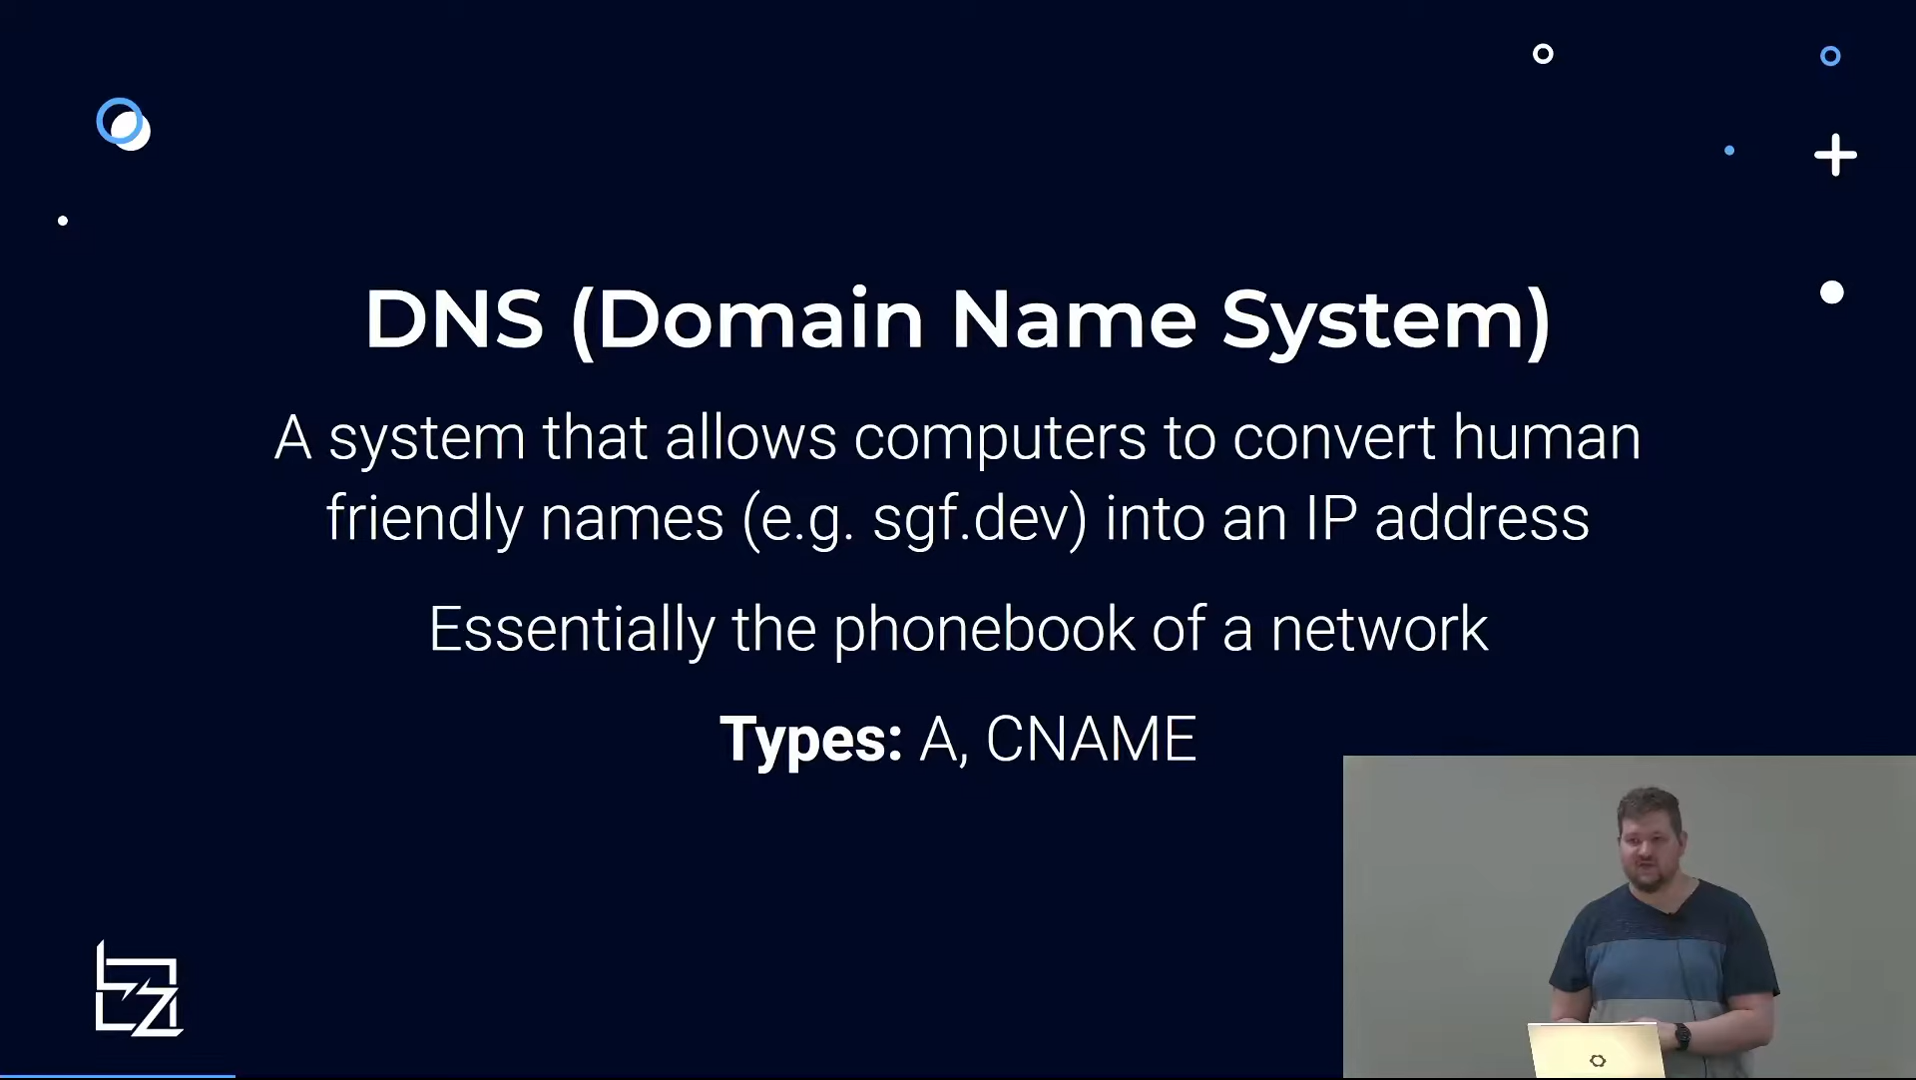 DNS (Domain Name System)
A system that allows computers to convert human
friendly names (e.g. sgf.dev) into an IP address
Essentially the phonebook of a network
Types: A, CNAME